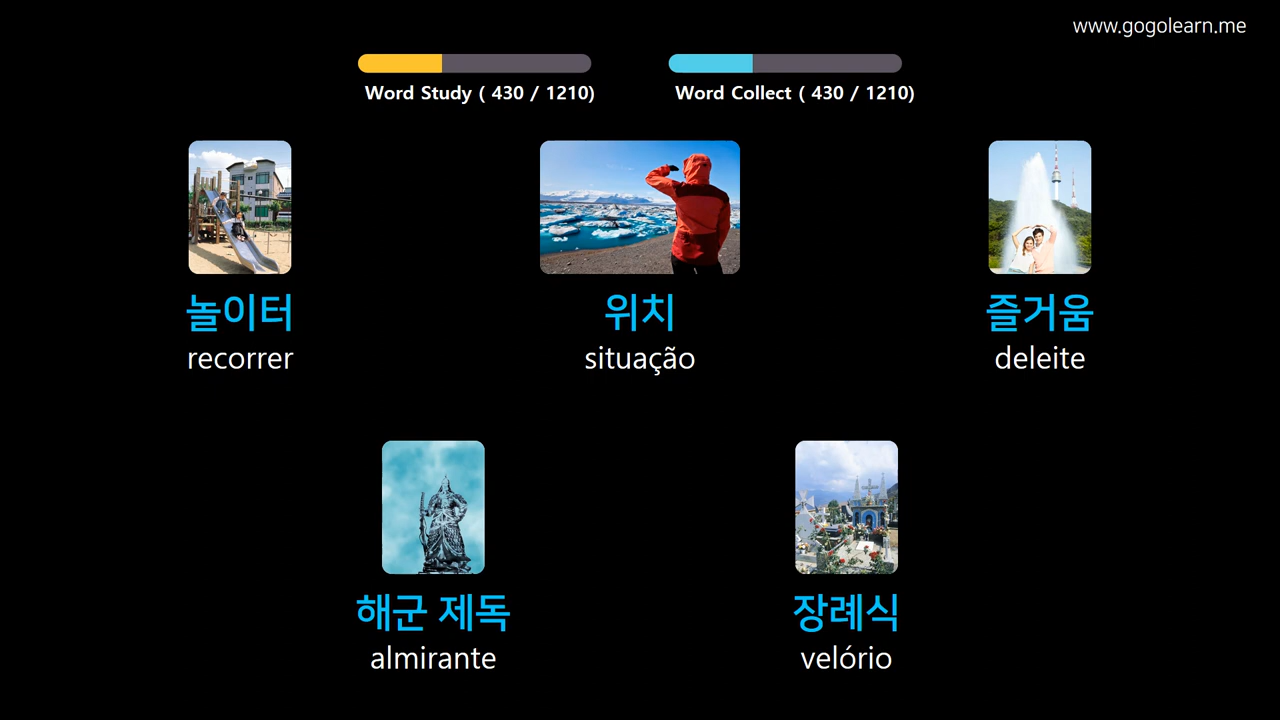 www.gogolearn.me
Word Study ( 430 / 1210)
Word Collect ( 430 / 1210)
놀이터
recorrer
위치
situação
즐거움
deleite
해군 제독
almirante
장례식
velório